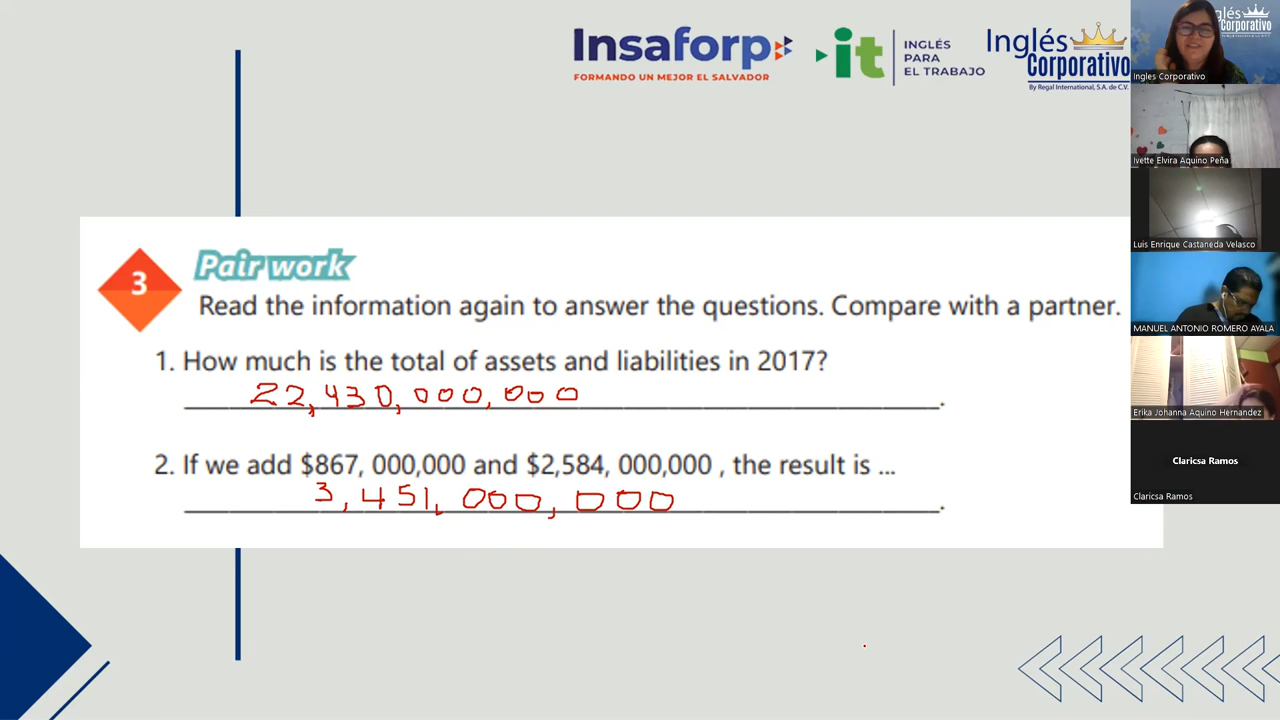 Insaforp
FORMANDO UN MEJOR EL SALVADOR
it
INGLÉS
PARA
EL TRABAJO
Inglés
Corporativo
By Regal International, S.A. de C.V.
3
Pair work
Read the information again to answer the questions. Compare with a partner.
1. How much is the total of assets and liabilities in 2017?
22,430,000,000
2. If we add $867, 000,000 and $2,584, 000,000 , the result is ...
3,451,000,000
glés
Corporativo
Ingles Corporativo
Ivette Elvira Aquino Peña
Luis Enrique Castaneda Velasco
MANUEL ANTONIO ROMERO AYALA
Erika Johanna Aquino Hernandez
Claricsa Ramos
Claricsa Ramos